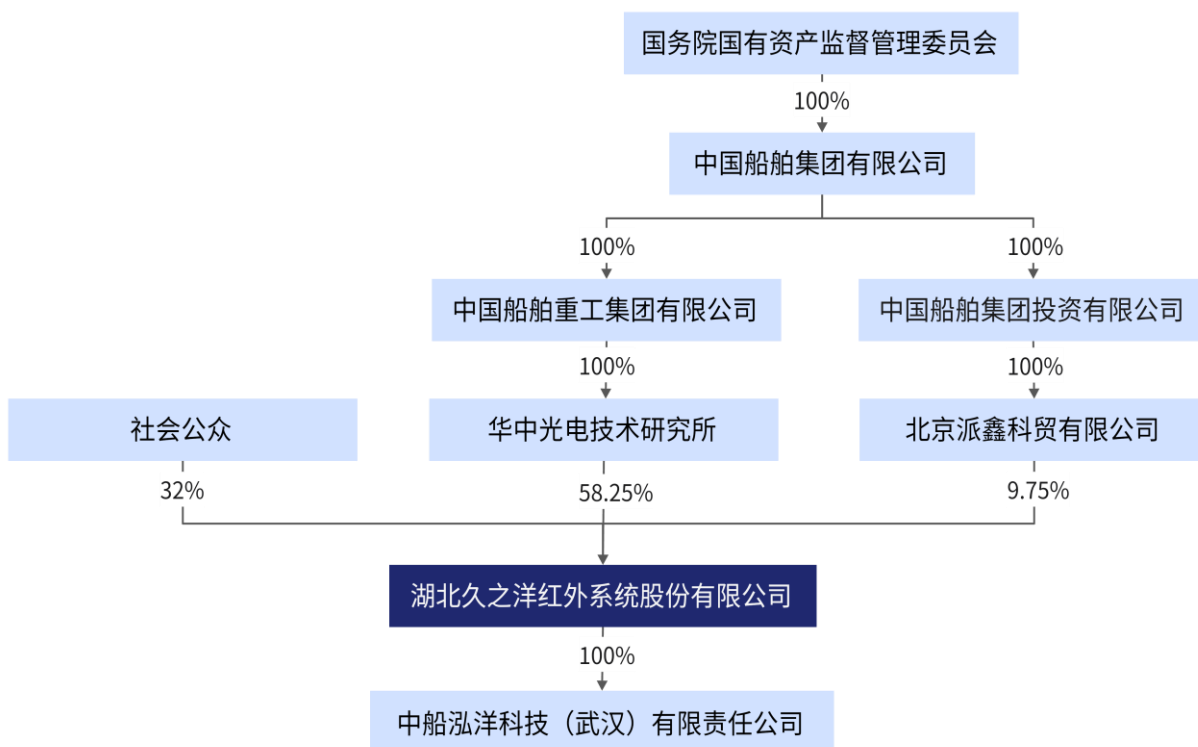 国务院国有资产监督管理委员会
100%
中国船舶集团有限公司
100%
100%
中国船舶重工集团有限公司
中国船舶集团投资有限公司
100%
100%
社会公众
华中光电技术研究所
北京派鑫科贸有限公司
32%
58.25%
9.75%
湖北久之洋红外系统股份有限公司
100%
中船泓洋科技（武汉）有限责任公司